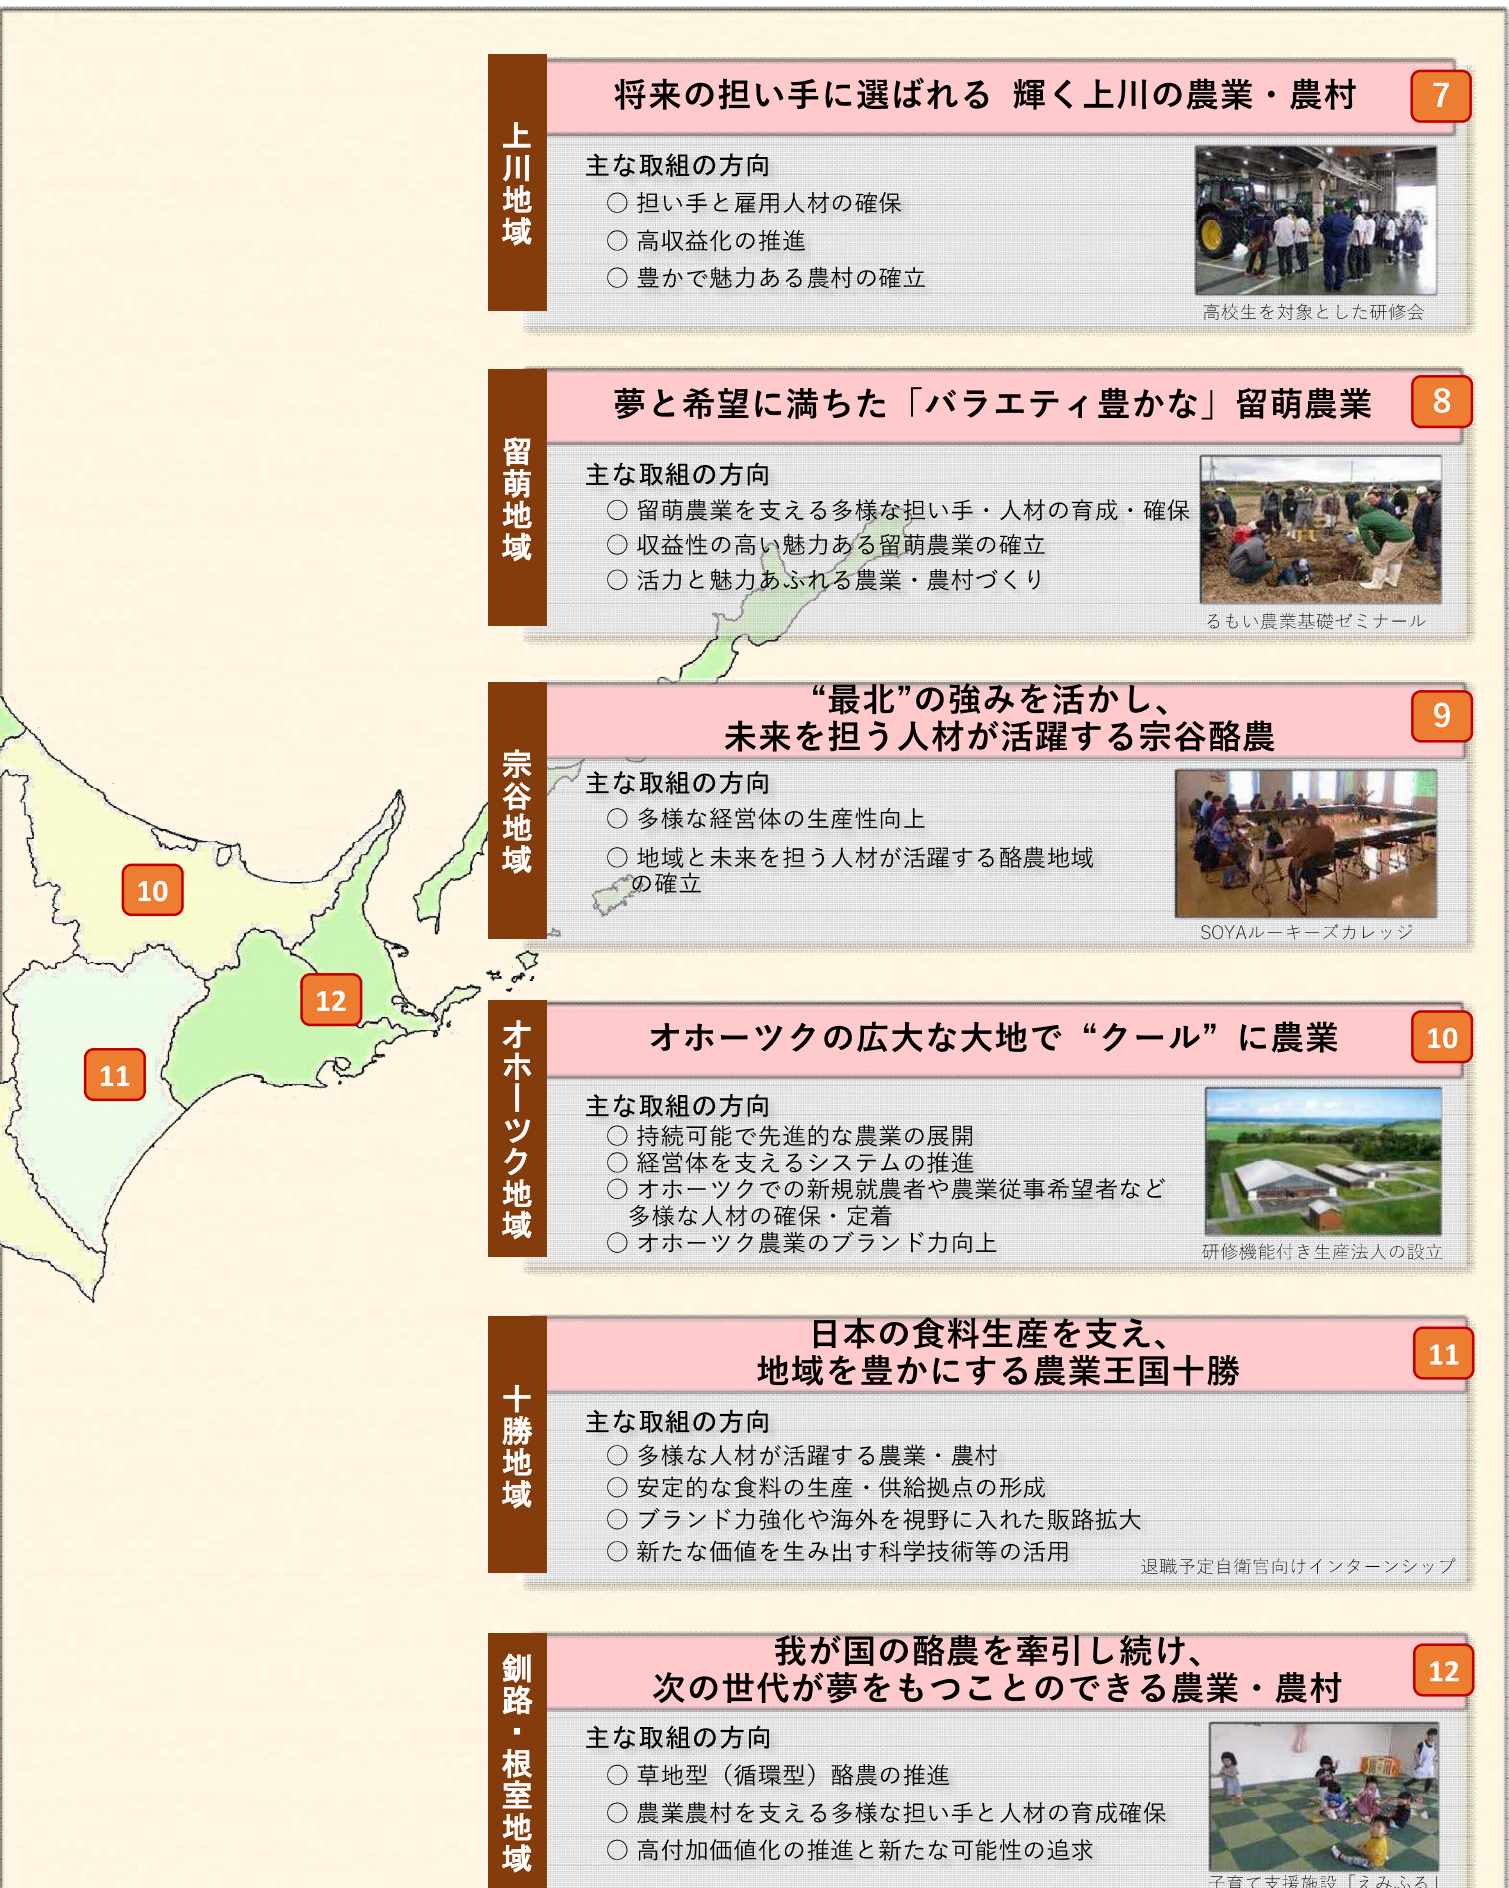 上川地域
将来の担い手に選ばれる 輝く上川の農業・農村
7
主な取組の方向
○ 担い手と雇用人材の確保
○ 高収益化の推進
○ 豊かで魅力ある農村の確立
高校生を対象とした研修会
留萌地域
夢と希望に満ちた「バラエティ豊かな」留萌農業
8
主な取組の方向
○ 留萌農業を支える多様な担い手・人材の育成・確保
○ 収益性の高い魅力ある留萌農業の確立
○ 活力と魅力あふれる農業・農村づくり
るもい農業基礎ゼミナール
宗谷地域
“最北”の強みを活かし、
未来を担う人材が活躍する宗谷酪農
9
主な取組の方向
○ 多様な経営体の生産性向上
○ 地域と未来を担う人材が活躍する酪農地域
の確立
SOYAルーキーズカレッジ
10
12
11
オホーツク地域
オホーツクの広大な大地で “クール” に農業
10
主な取組の方向
○ 持続可能で先進的な農業の展開
○ 経営体を支えるシステムの推進
○ オホーツクでの新規就農者や農業従事希望者など
多様な人材の確保・定着
○ オホーツク農業のブランド力向上
研修機能付き生産法人の設立
十勝地域
日本の食料生産を支え、
地域を豊かにする農業王国十勝
11
主な取組の方向
○ 多様な人材が活躍する農業・農村
○ 安定的な食料の生産・供給拠点の形成
○ ブランド力強化や海外を視野に入れた販路拡大
○ 新たな価値を生み出す科学技術等の活用
退職予定自衛官向けインターンシップ
釧路・根室地域
我が国の酪農を牽引し続け、
次の世代が夢をもつことのできる農業・農村
12
主な取組の方向
○ 草地型（循環型）酪農の推進
○ 農業農村を支える多様な担い手と人材の育成確保
○ 高付加価値化の推進と新たな可能性の追求
子育て支援施設「えみふる」